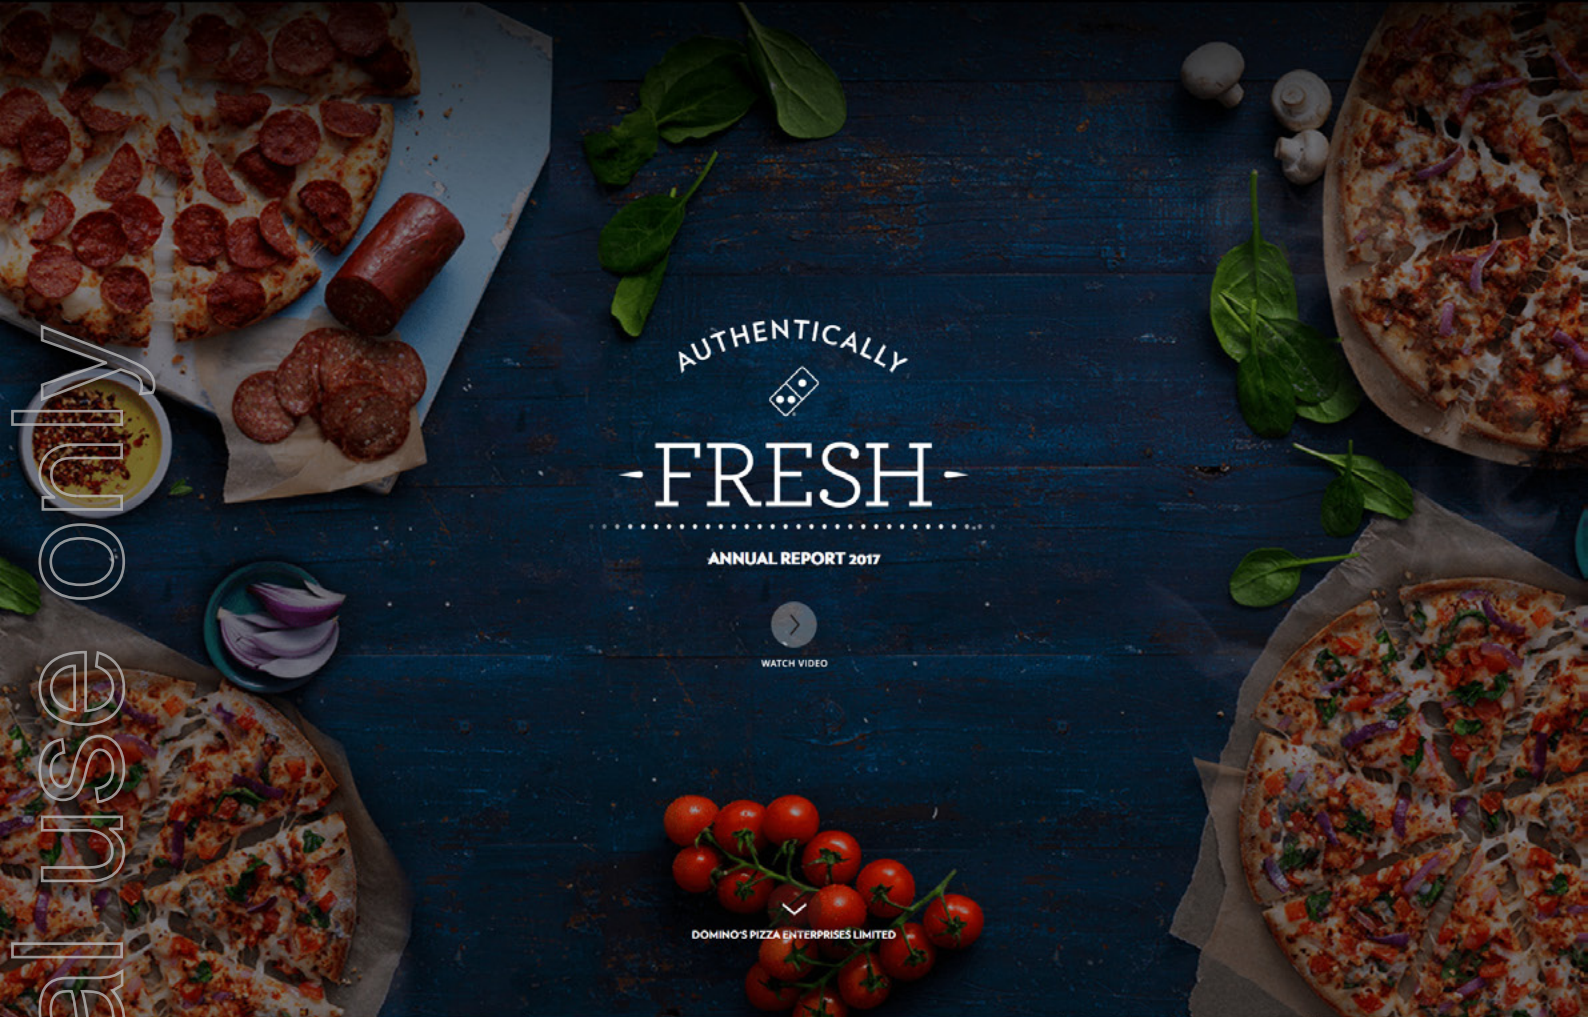 AUTHENTICALLY
FRESH
ANNUAL REPORT 2017
WATCH VIDEO
DOMINO'S PIZZA ENTERPRISES LIMITED
al use only